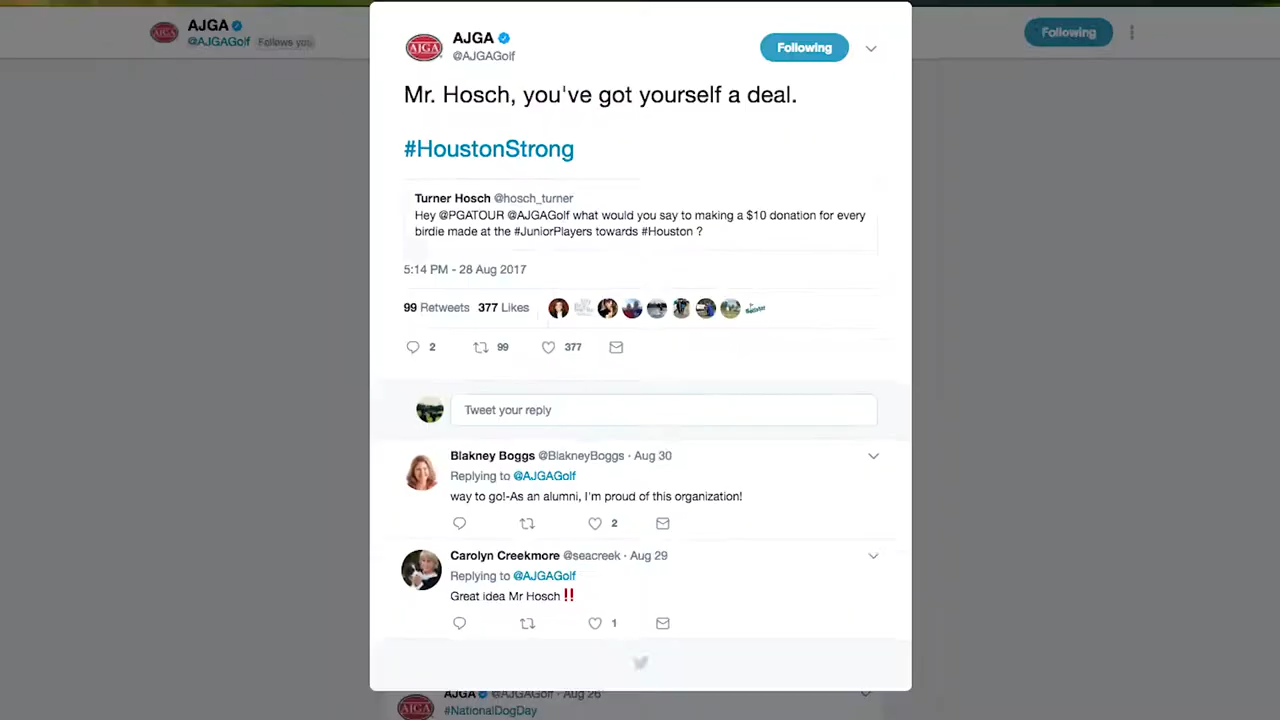 AJGA
@AJGAGolf Follows you
Following
AJGA
AJGA
@AJGAGolf
Following
Mr. Hosch, you've got yourself a deal.
#HoustonStrong
Turner Hosch @hosch_turner
Hey @PGATOUR @AJGAGolf what would you say to making a $10 donation for every
birdie made at the #JuniorPlayers towards #Houston ?
5:14 PM - 28 Aug 2017
99 Retweets 377 Likes
2 99 377
Tweet your reply
Blakney Boggs @BlakneyBoggs · Aug 30
Replying to @AJGAGolf
way to go!-As an alumni, I'm proud of this organization!
2
Carolyn Creekmore @seacreek · Aug 29
Replying to @AJGAGolf
Great idea Mr Hosch ‼
1
AJGA @AJGAGolf · Aug 26
AJGA
#NationalDogDay